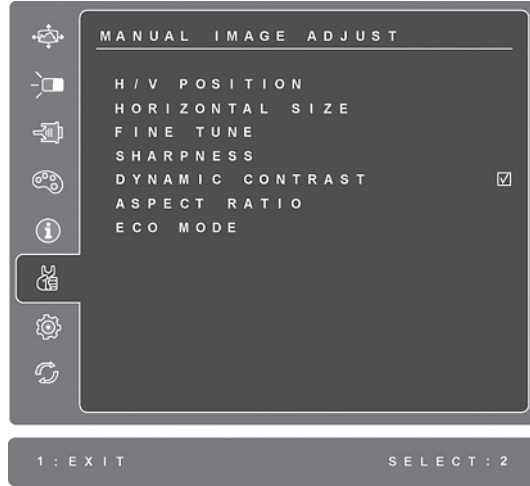 MANUAL IMAGE ADJUST
H/V POSITION
HORIZONTAL SIZE
FINE TUNE
SHARPNESS
DYNAMIC CONTRAST
ASPECT RATIO
ECO MODE
1:EXIT SELECT:2